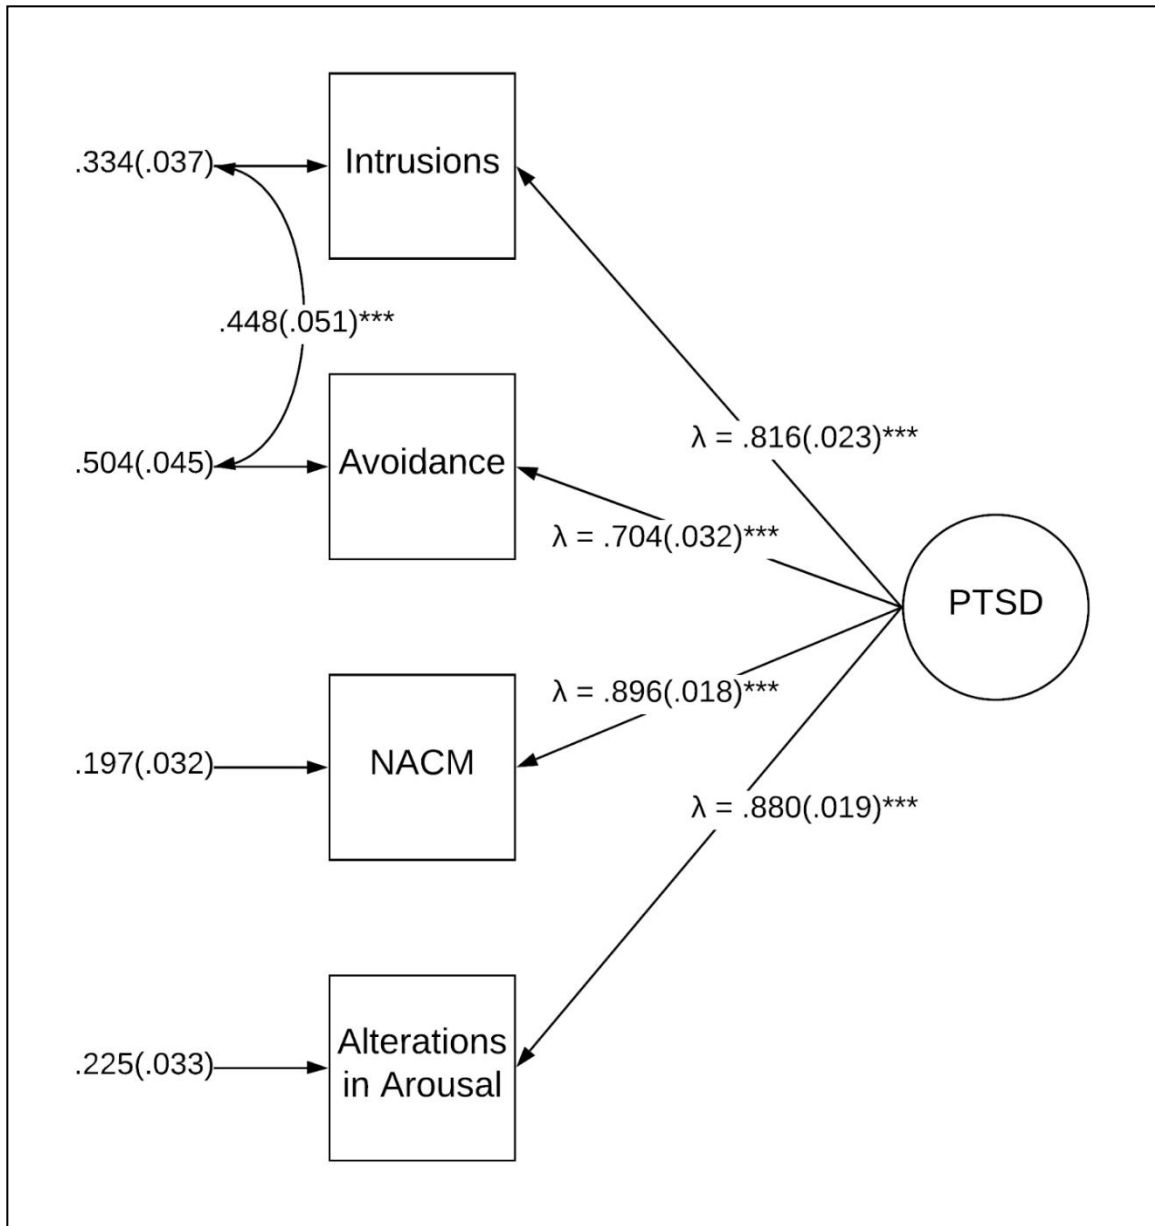 .334(.037)
Intrusions
.448(.051)***
λ = .816(.023)***
.504(.045)
Avoidance
λ = .704(.032)***
PTSD
λ = .896(.018)***
.197(.032)
NACM
λ = .880(.019)***
.225(.033)
Alterations
in Arousal